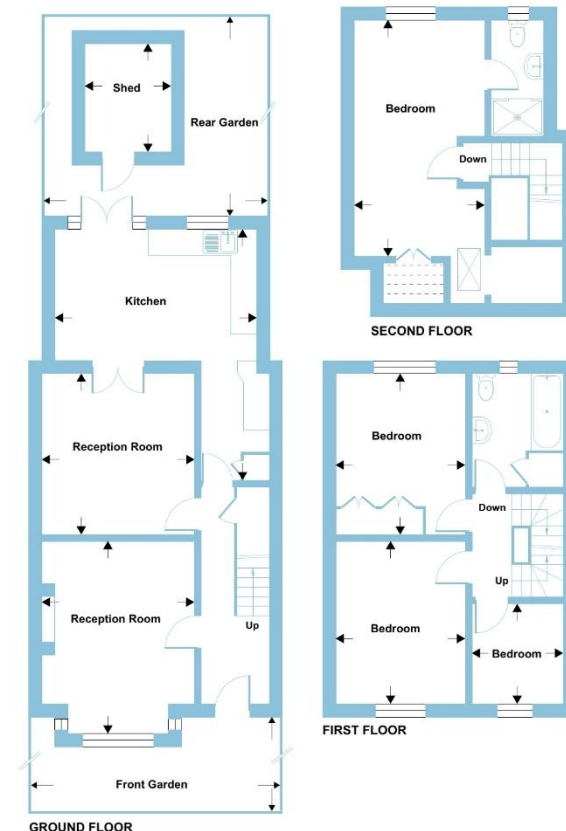 Shed
Rear Garden
Kitchen
Reception Room
Reception Room
Up
Front Garden
GROUND FLOOR
Bedroom
Down
SECOND FLOOR
Bedroom
Down
Up
Bedroom
Bedroom
FIRST FLOOR